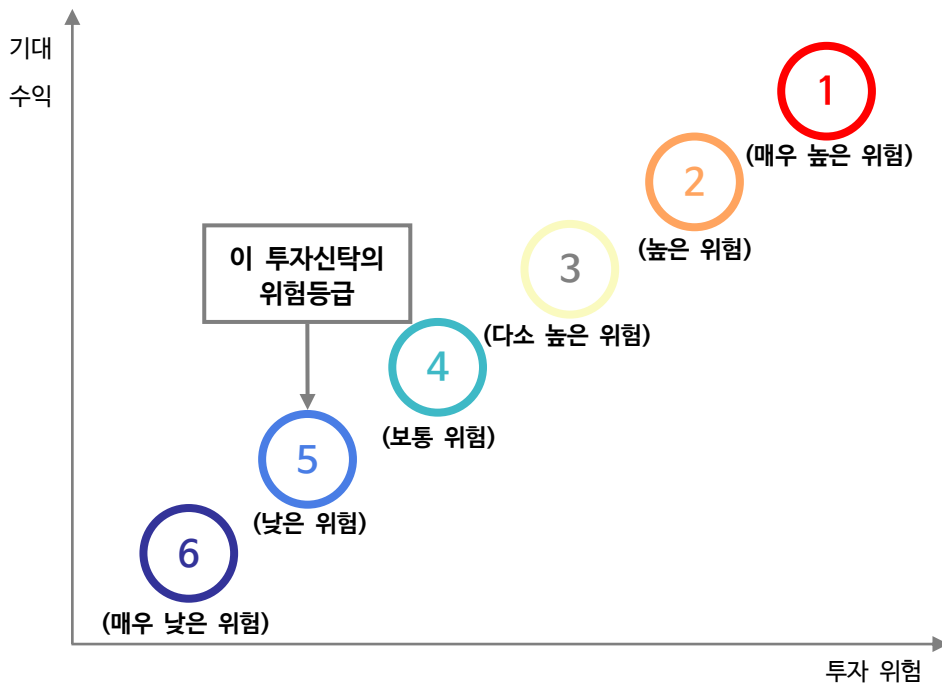 기대
수익
1
(매우 높은 위험)
2
(높은 위험)
이 투자신탁의
위험등급
3
(다소 높은 위험)
4
(보통 위험)
5
(낮은 위험)
6
(매우 낮은 위험)
투자 위험